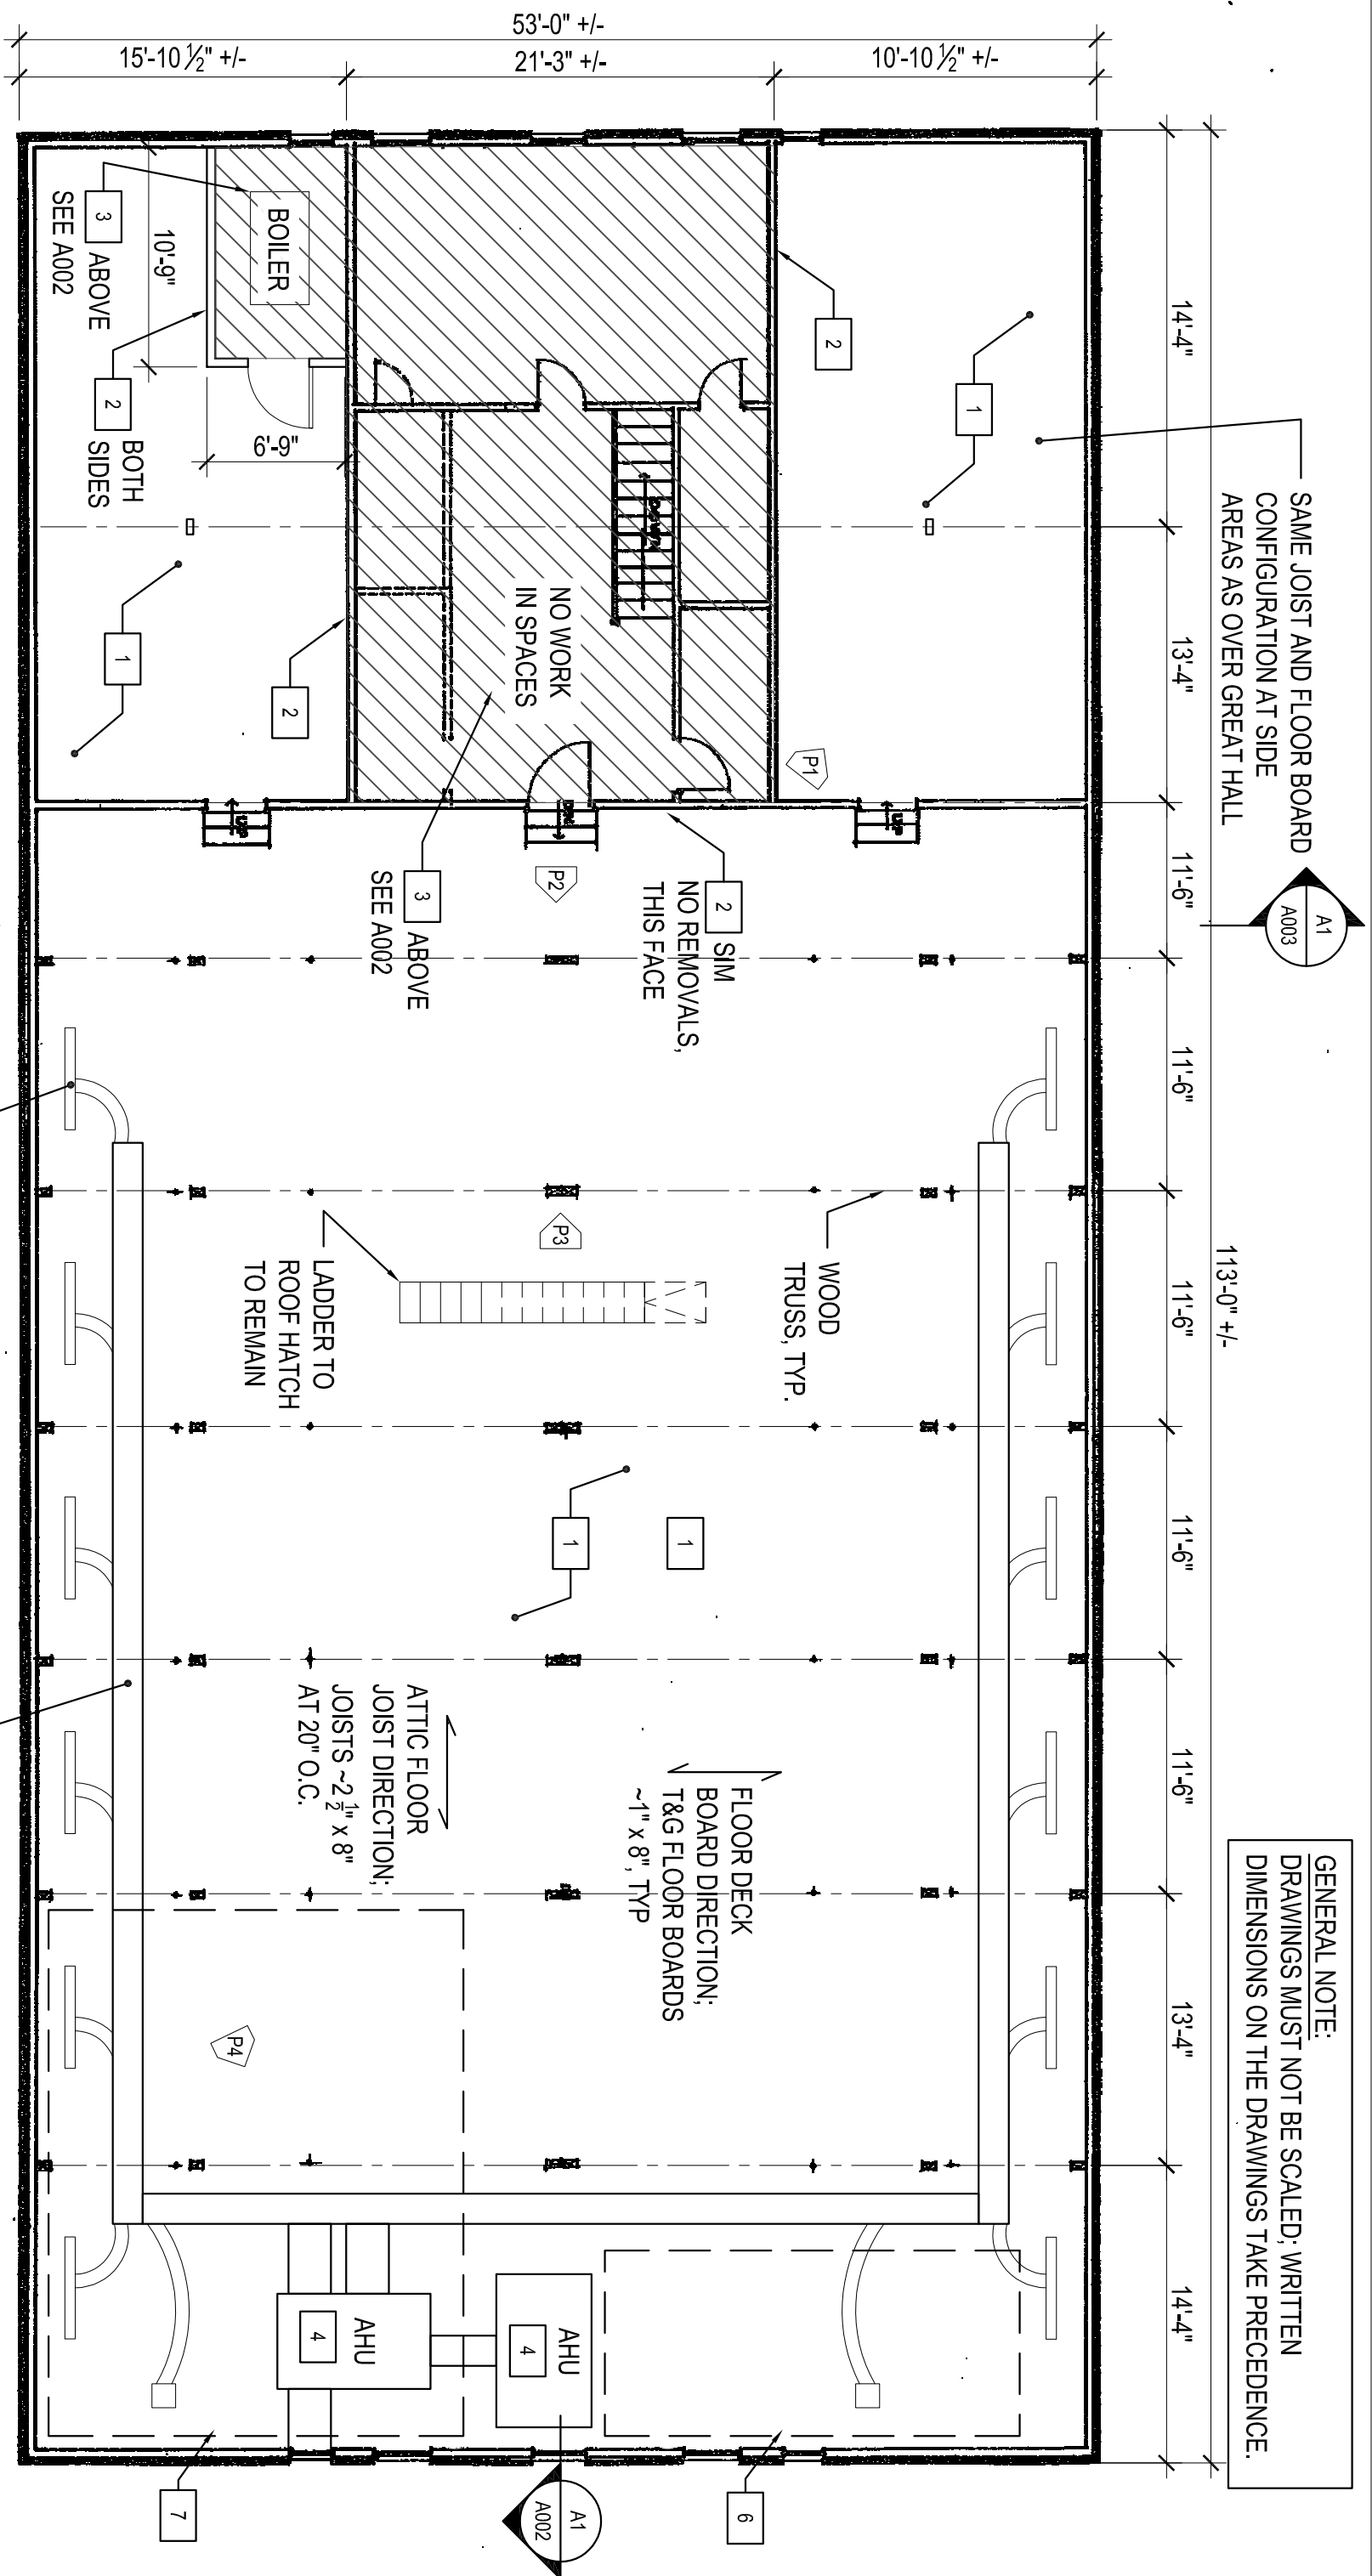 53'-0" +/-
15'-10 ½" +/-
21'-3" +/-
10'-10 ½" +/-
113'-0" +/-
14'-4"
13'-4"
11'-6"
11'-6"
11'-6"
11'-6"
11'-6"
13'-4"
14'-4"
GENERAL NOTE:
DRAWINGS MUST NOT BE SCALED; WRITTEN
DIMENSIONS ON THE DRAWINGS TAKE PRECEDENCE.
SAME JOIST AND FLOOR BOARD
CONFIGURATION AT SIDE
AREAS AS OVER GREAT HALL
A1
A003
1
2
P1
DOWN
NO WORK
IN SPACES
BOILER
3 ABOVE
SEE A002
10'-9"
2 BOTH
SIDES
6'-9"
1
2
UP
DN
UP
P2
2 SIM
NO REMOVALS,
THIS FACE
3 ABOVE
SEE A002
WOOD
TRUSS, TYP.
P3
LADDER TO
ROOF HATCH
TO REMAIN
1
1
FLOOR DECK
BOARD DIRECTION;
T&G FLOOR BOARDS
~1" x 8", TYP
ATTIC FLOOR
JOIST DIRECTION;
JOISTS ~2 ½" x 8"
AT 20" O.C.
P4
AHU
4
AHU
4
6
7
A1
A002